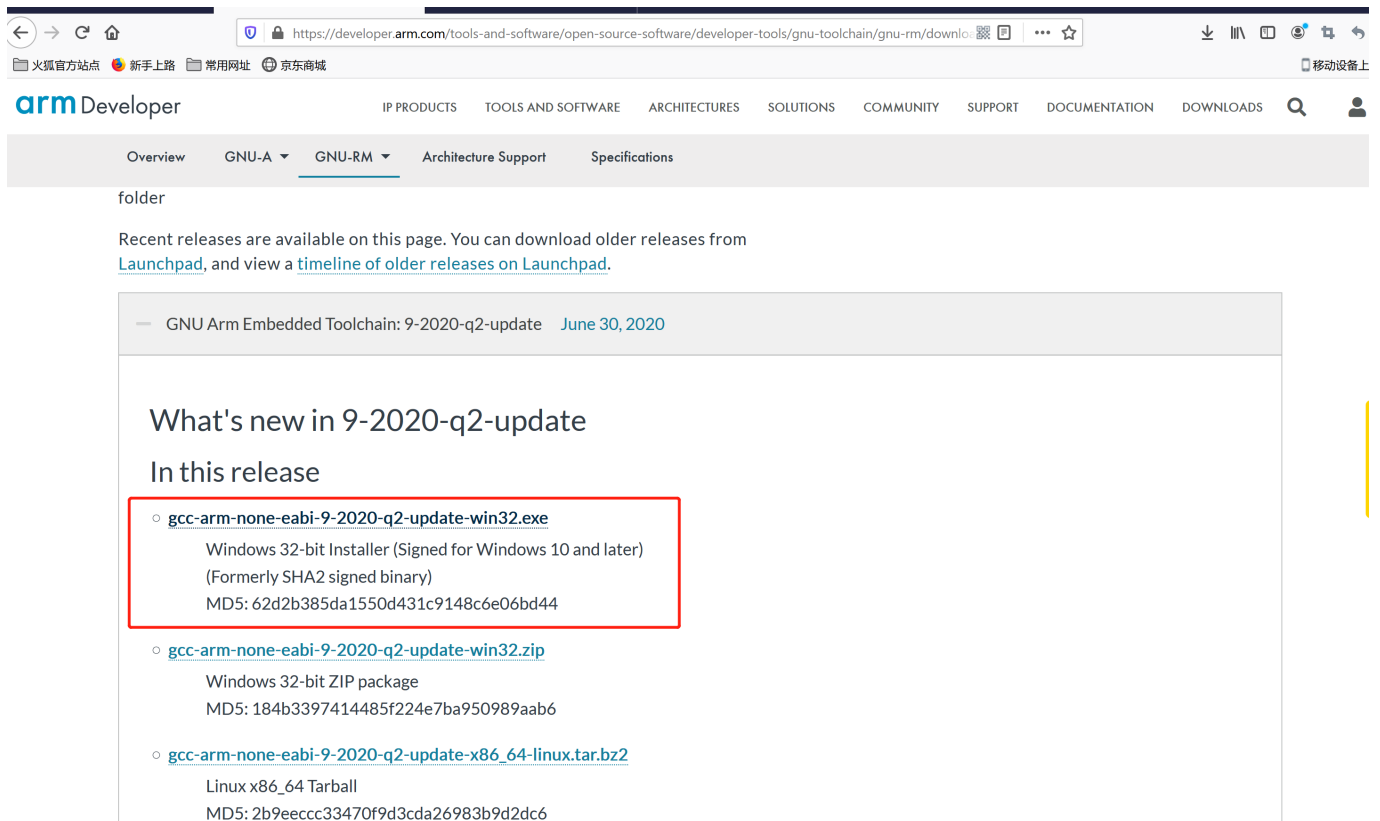 https://developer.arm.com/tools-and-software/open-source-software/developer-tools/gnu-toolchain/gnu-rm/downlo
火狐官方站点 新手上路 常用网址 京东商城 移动设备上
arm Developer IP PRODUCTS TOOLS AND SOFTWARE ARCHITECTURES SOLUTIONS COMMUNITY SUPPORT DOCUMENTATION DOWNLOADS
Overview GNU-A GNU-RM Architecture Support Specifications
folder
Recent releases are available on this page. You can download older releases from
Launchpad, and view a timeline of older releases on Launchpad.
GNU Arm Embedded Toolchain: 9-2020-q2-update June 30, 2020
What's new in 9-2020-q2-update
In this release
gcc-arm-none-eabi-9-2020-q2-update-win32.exe
Windows 32-bit Installer (Signed for Windows 10 and later)
(Formerly SHA2 signed binary)
MD5: 62d2b385da1550d431c9148c6e06bd44
gcc-arm-none-eabi-9-2020-q2-update-win32.zip
Windows 32-bit ZIP package
MD5: 184b3397414485f224e7ba950989aab6
gcc-arm-none-eabi-9-2020-q2-update-x86_64-linux.tar.bz2
Linux x86_64 Tarball
MD5: 2b9eeccc33470f9d3cda26983b9d2dc6